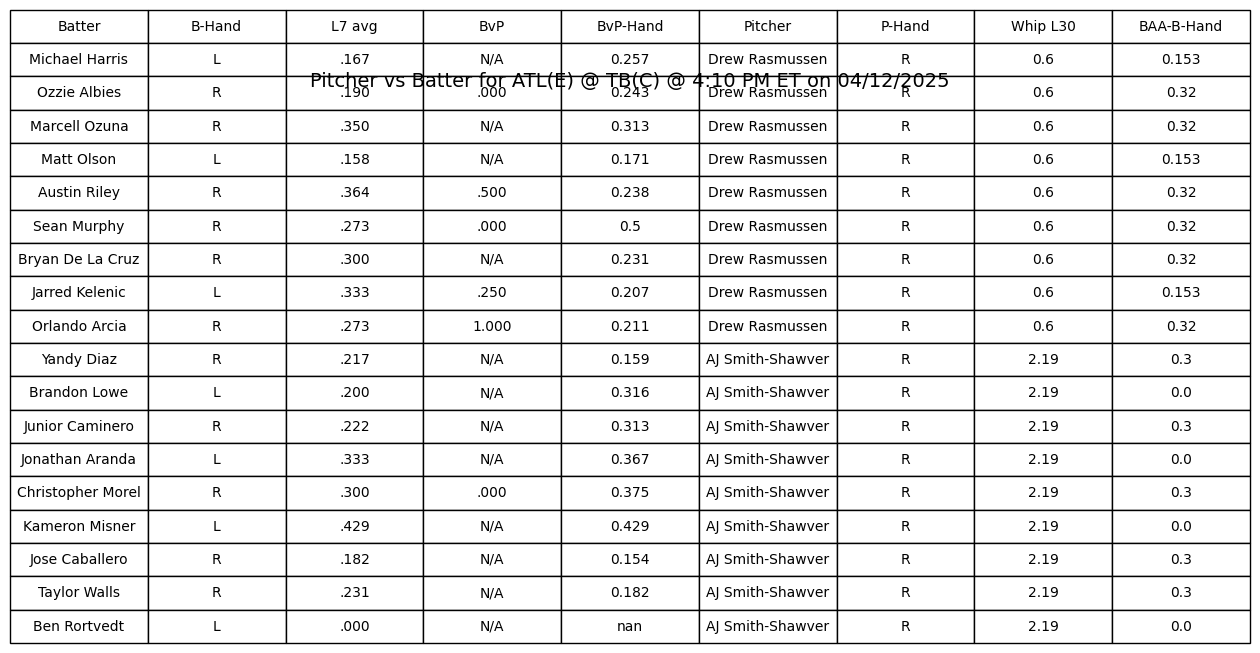 Batter B-Hand L7 avg BvP BvP-Hand Pitcher P-Hand Whip L30 BAA-B-Hand
Michael Harris L .167 N/A 0.257 Drew Rasmussen R 0.6 0.153
Pitcher vs Batter for ATL(E) @ TB(C) @ 4:10 PM ET on 04/12/2025
Ozzie Albies R .190 .000 0.243 Drew Rasmussen R 0.6 0.32
Marcell Ozuna R .350 N/A 0.313 Drew Rasmussen R 0.6 0.32
Matt Olson L .158 N/A 0.171 Drew Rasmussen R 0.6 0.153
Austin Riley R .364 .500 0.238 Drew Rasmussen R 0.6 0.32
Sean Murphy R .273 .000 0.5 Drew Rasmussen R 0.6 0.32
Bryan De La Cruz R .300 N/A 0.231 Drew Rasmussen R 0.6 0.32
Jarred Kelenic L .333 .250 0.207 Drew Rasmussen R 0.6 0.153
Orlando Arcia R .273 1.000 0.211 Drew Rasmussen R 0.6 0.32
Yandy Diaz R .217 N/A 0.159 AJ Smith-Shawver R 2.19 0.3
Brandon Lowe L .200 N/A 0.316 AJ Smith-Shawver R 2.19 0.0
Junior Caminero R .222 N/A 0.313 AJ Smith-Shawver R 2.19 0.3
Jonathan Aranda L .333 N/A 0.367 AJ Smith-Shawver R 2.19 0.0
Christopher Morel R .300 .000 0.375 AJ Smith-Shawver R 2.19 0.3
Kameron Misner L .429 N/A 0.429 AJ Smith-Shawver R 2.19 0.0
Jose Caballero R .182 N/A 0.154 AJ Smith-Shawver R 2.19 0.3
Taylor Walls R .231 N/A 0.182 AJ Smith-Shawver R 2.19 0.3
Ben Rortvedt L .000 N/A nan AJ Smith-Shawver R 2.19 0.0